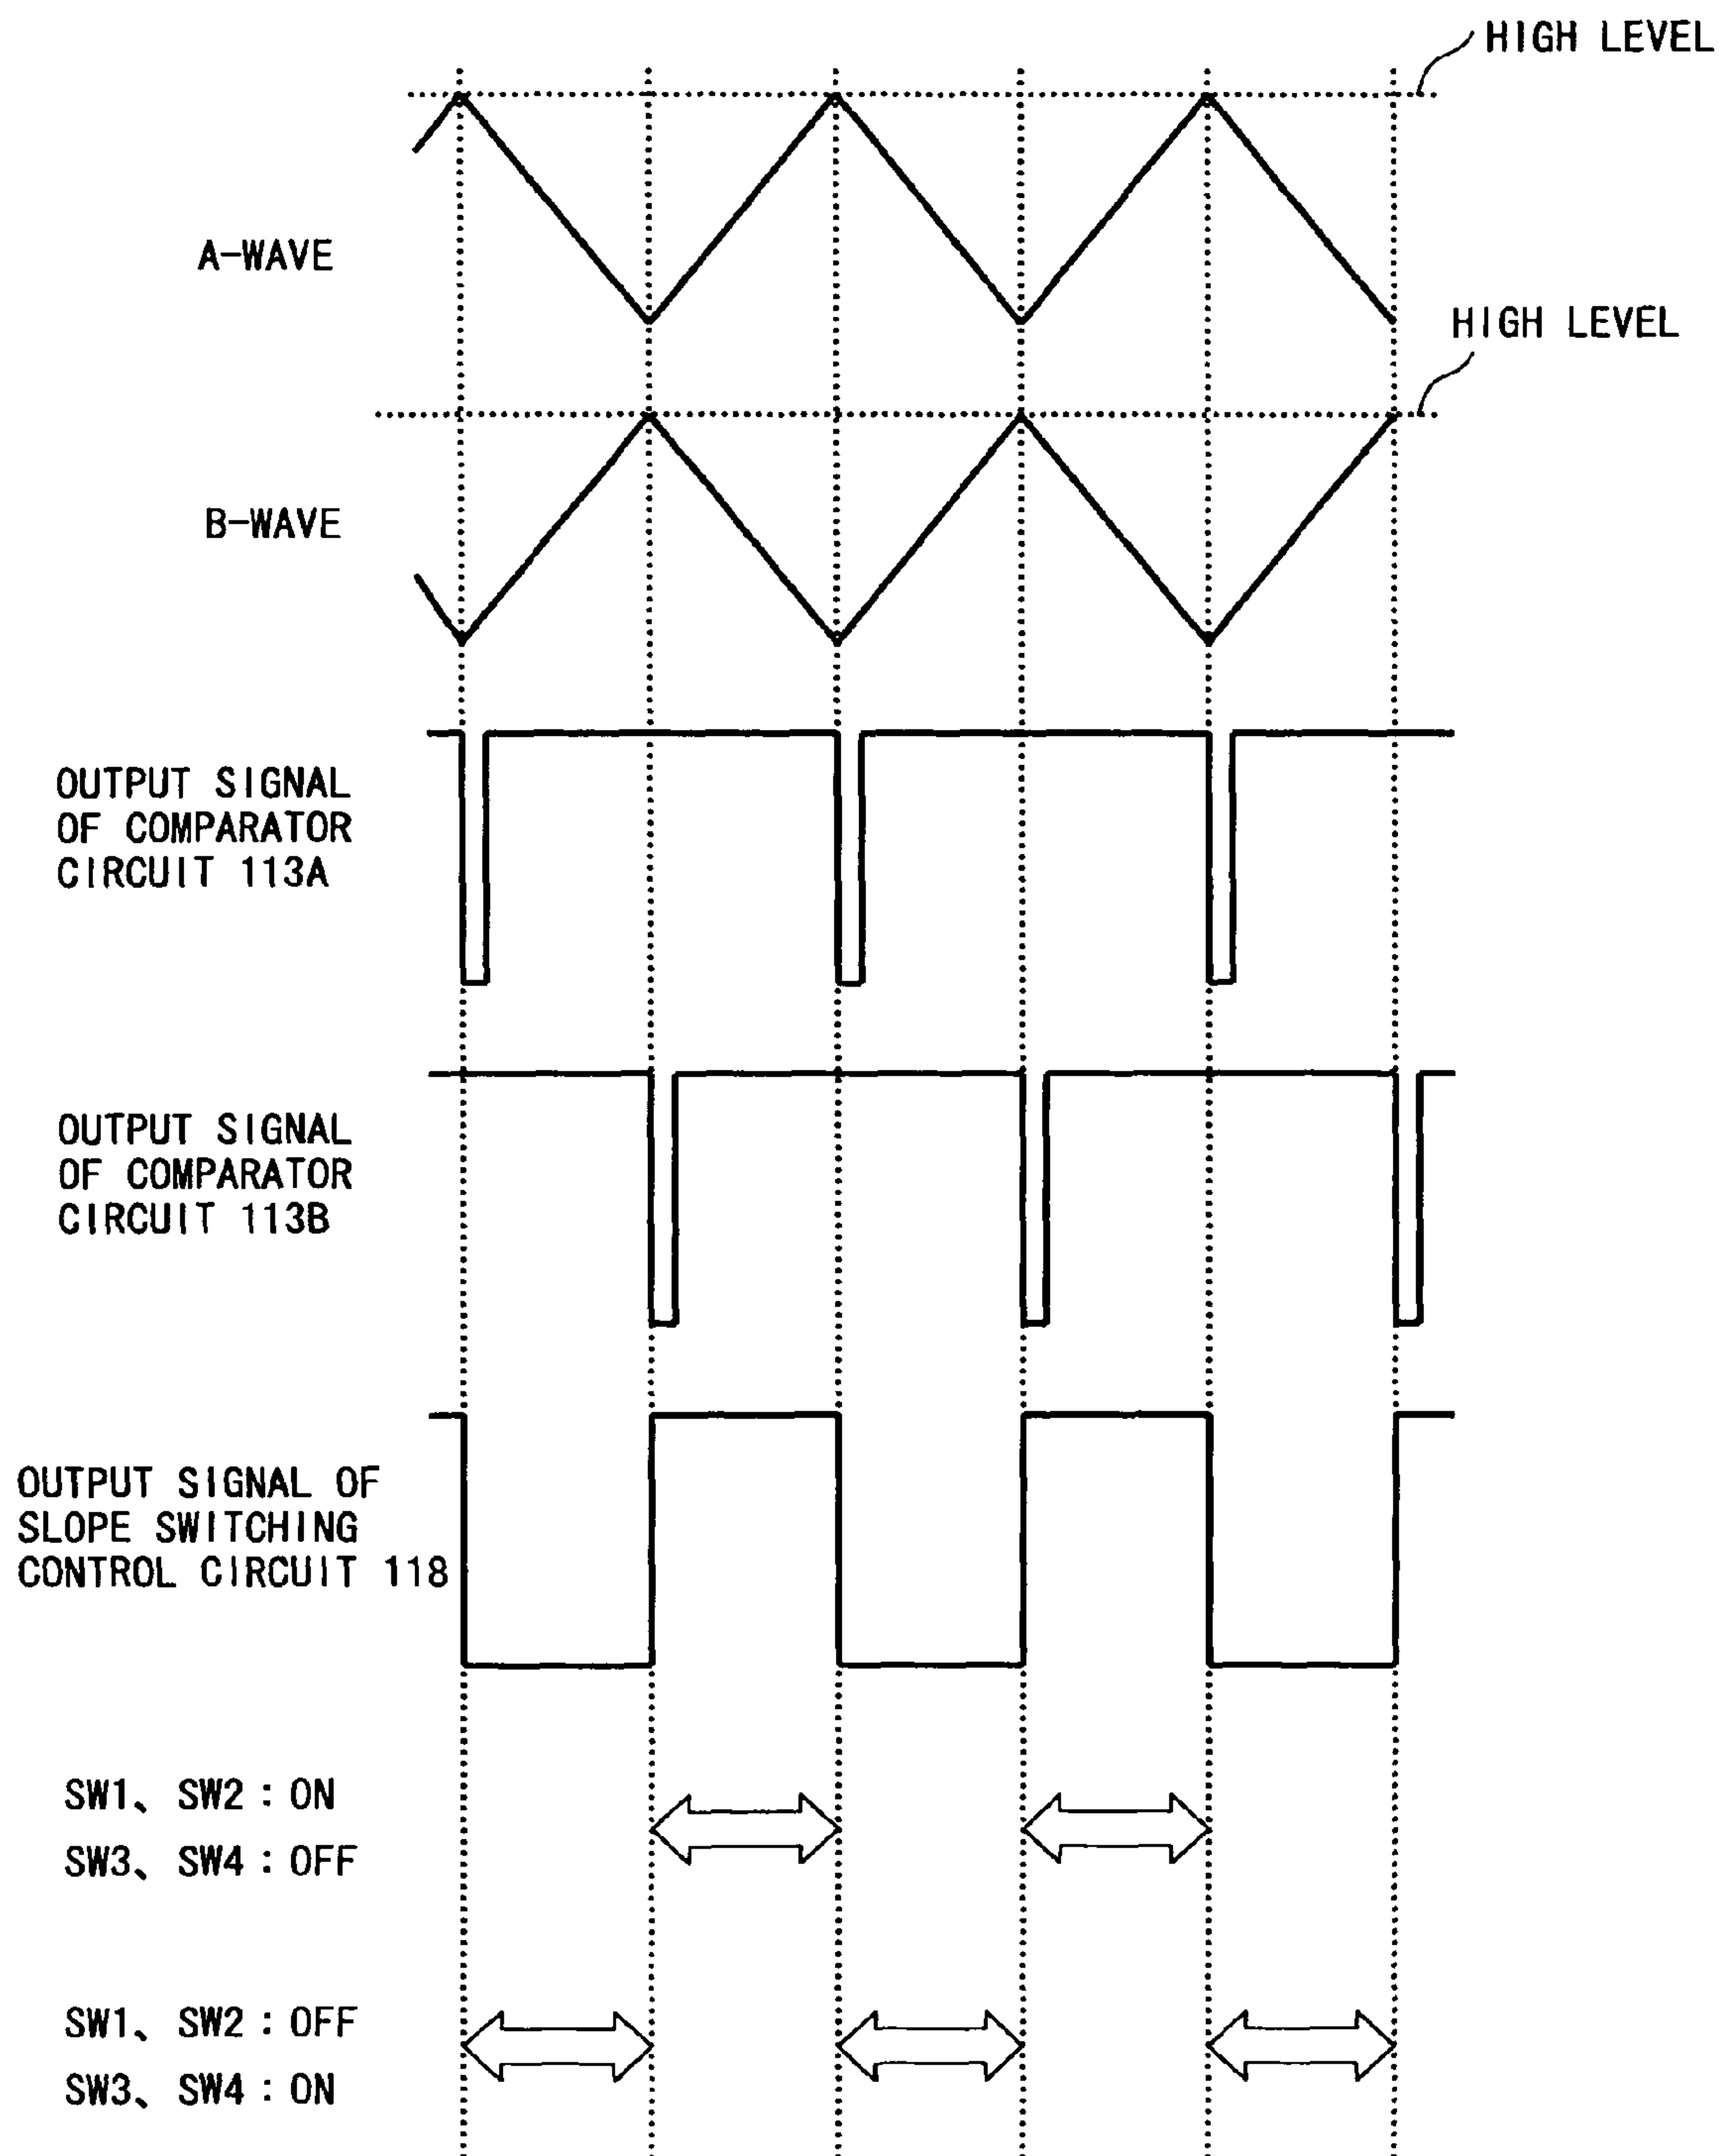 HIGH LEVEL
A-WAVE
HIGH LEVEL
B-WAVE
OUTPUT SIGNAL
OF COMPARATOR
CIRCUIT 113A
OUTPUT SIGNAL
OF COMPARATOR
CIRCUIT 113B
OUTPUT SIGNAL OF
SLOPE SWITCHING
CONTROL CIRCUIT 118
SW1、SW2:ON
SW3、SW4:OFF
SW1、SW2:OFF
SW3、SW4:ON